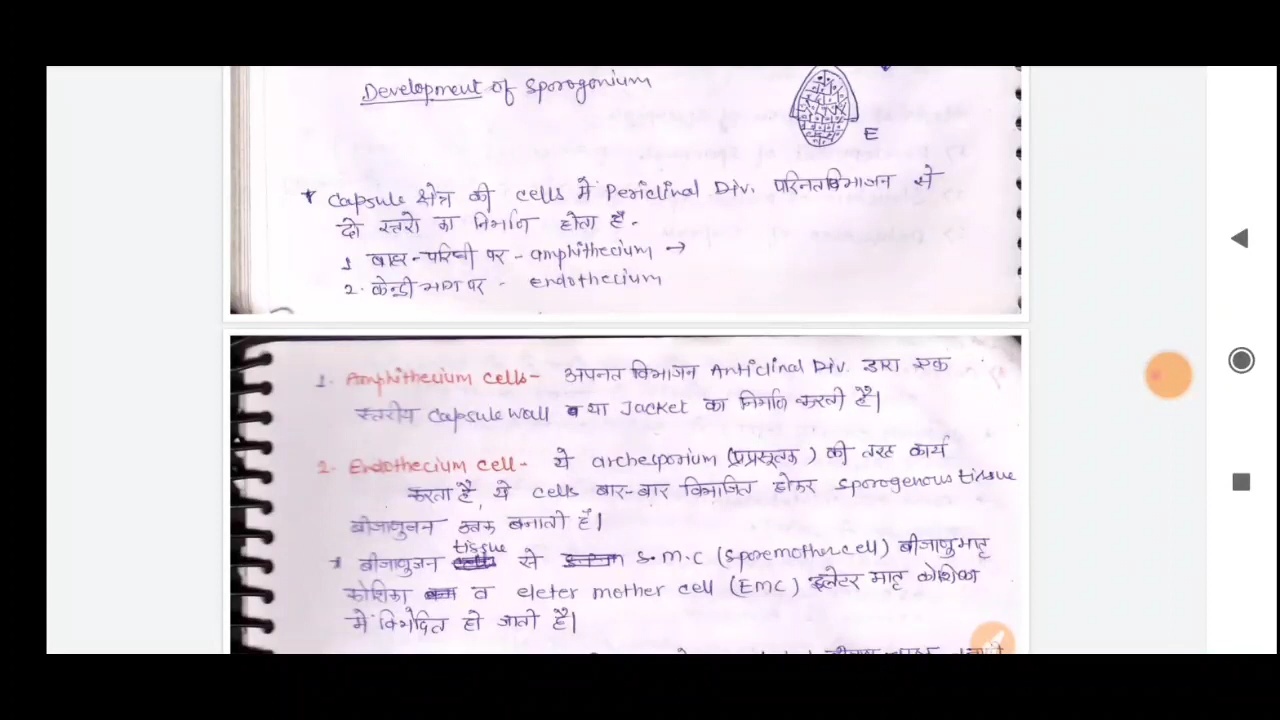 Development of Sporogonium
E
* Capsule क्षेत्र की cells में Periclinal Div. परिनतविभाजन से
दो स्तरो का निर्माण होता है -
1 बाहर - परिधी पर - amphithecium →
2. केन्द्रीभाग पर - endothecium
1. Amphithecium cells - अपनत विभाजन Anticlinal Div. द्वारा एक
स्तरीय capsule wall या Jacket का निर्माण करती है।
2. Endothecium cell - ये archesporium (प्रप्रसूतक) की तरह कार्य
करता है, ये cells बार-बार विभाजित होकर sporogenous tissue
बीजाणुजन ऊतक बनाती है।
tissue
* बीजाणुजन से S.M.C (Sporemothercell) बीजाणुमातृ
कोशिका व eleter mother cell (EMC) इलेटर मातृ कोशिका
में विभेदित हो जाती है।